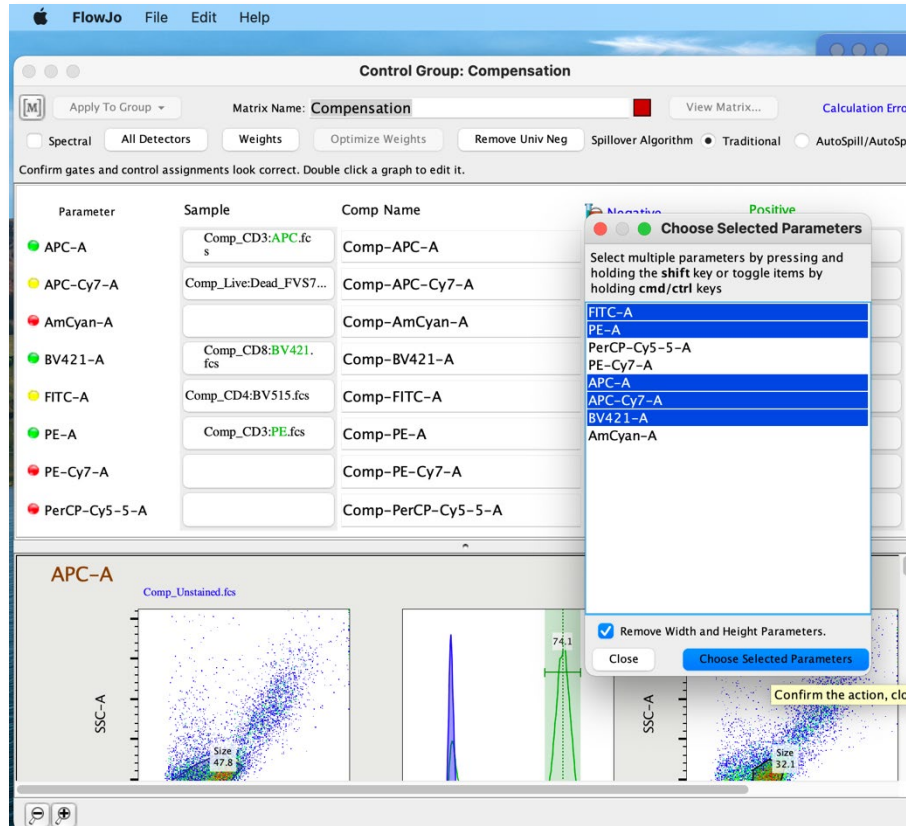 FlowJo File Edit Help
Control Group: Compensation
[M] Apply To Group Matrix Name: Compensation View Matrix... Calculation Erro
Spectral All Detectors Weights Optimize Weights Remove Univ Neg Spillover Algorithm Traditional AutoSpill/AutoSp
Confirm gates and control assignments look correct. Double click a graph to edit it.
Parameter Sample Comp Name Negative Positive
APC-A Comp_CD3:APC.fc
s Comp-APC-A
APC-Cy7-A Comp_Live:Dead_FVS7... Comp-APC-Cy7-A
AmCyan-A Comp-AmCyan-A
BV421-A Comp_CD8:BV421.
fcs Comp-BV421-A
FITC-A Comp_CD4:BV515.fcs Comp-FITC-A
PE-A Comp_CD3:PE.fcs Comp-PE-A
PE-Cy7-A Comp-PE-Cy7-A
PerCP-Cy5-5-A Comp-PerCP-Cy5-5-A
Choose Selected Parameters
Select multiple parameters by pressing and
holding the shift key or toggle items by
holding cmd/ctrl keys
FITC-A
PE-A
PerCP-Cy5-5-A
PE-Cy7-A
APC-A
APC-Cy7-A
BV421-A
AmCyan-A
Remove Width and Height Parameters.
Close Choose Selected Parameters
Confirm the action, clo
APC-A
Comp_Unstained.fcs
74.1
SSC-A SSC-A
Size Size
47.8 32.1